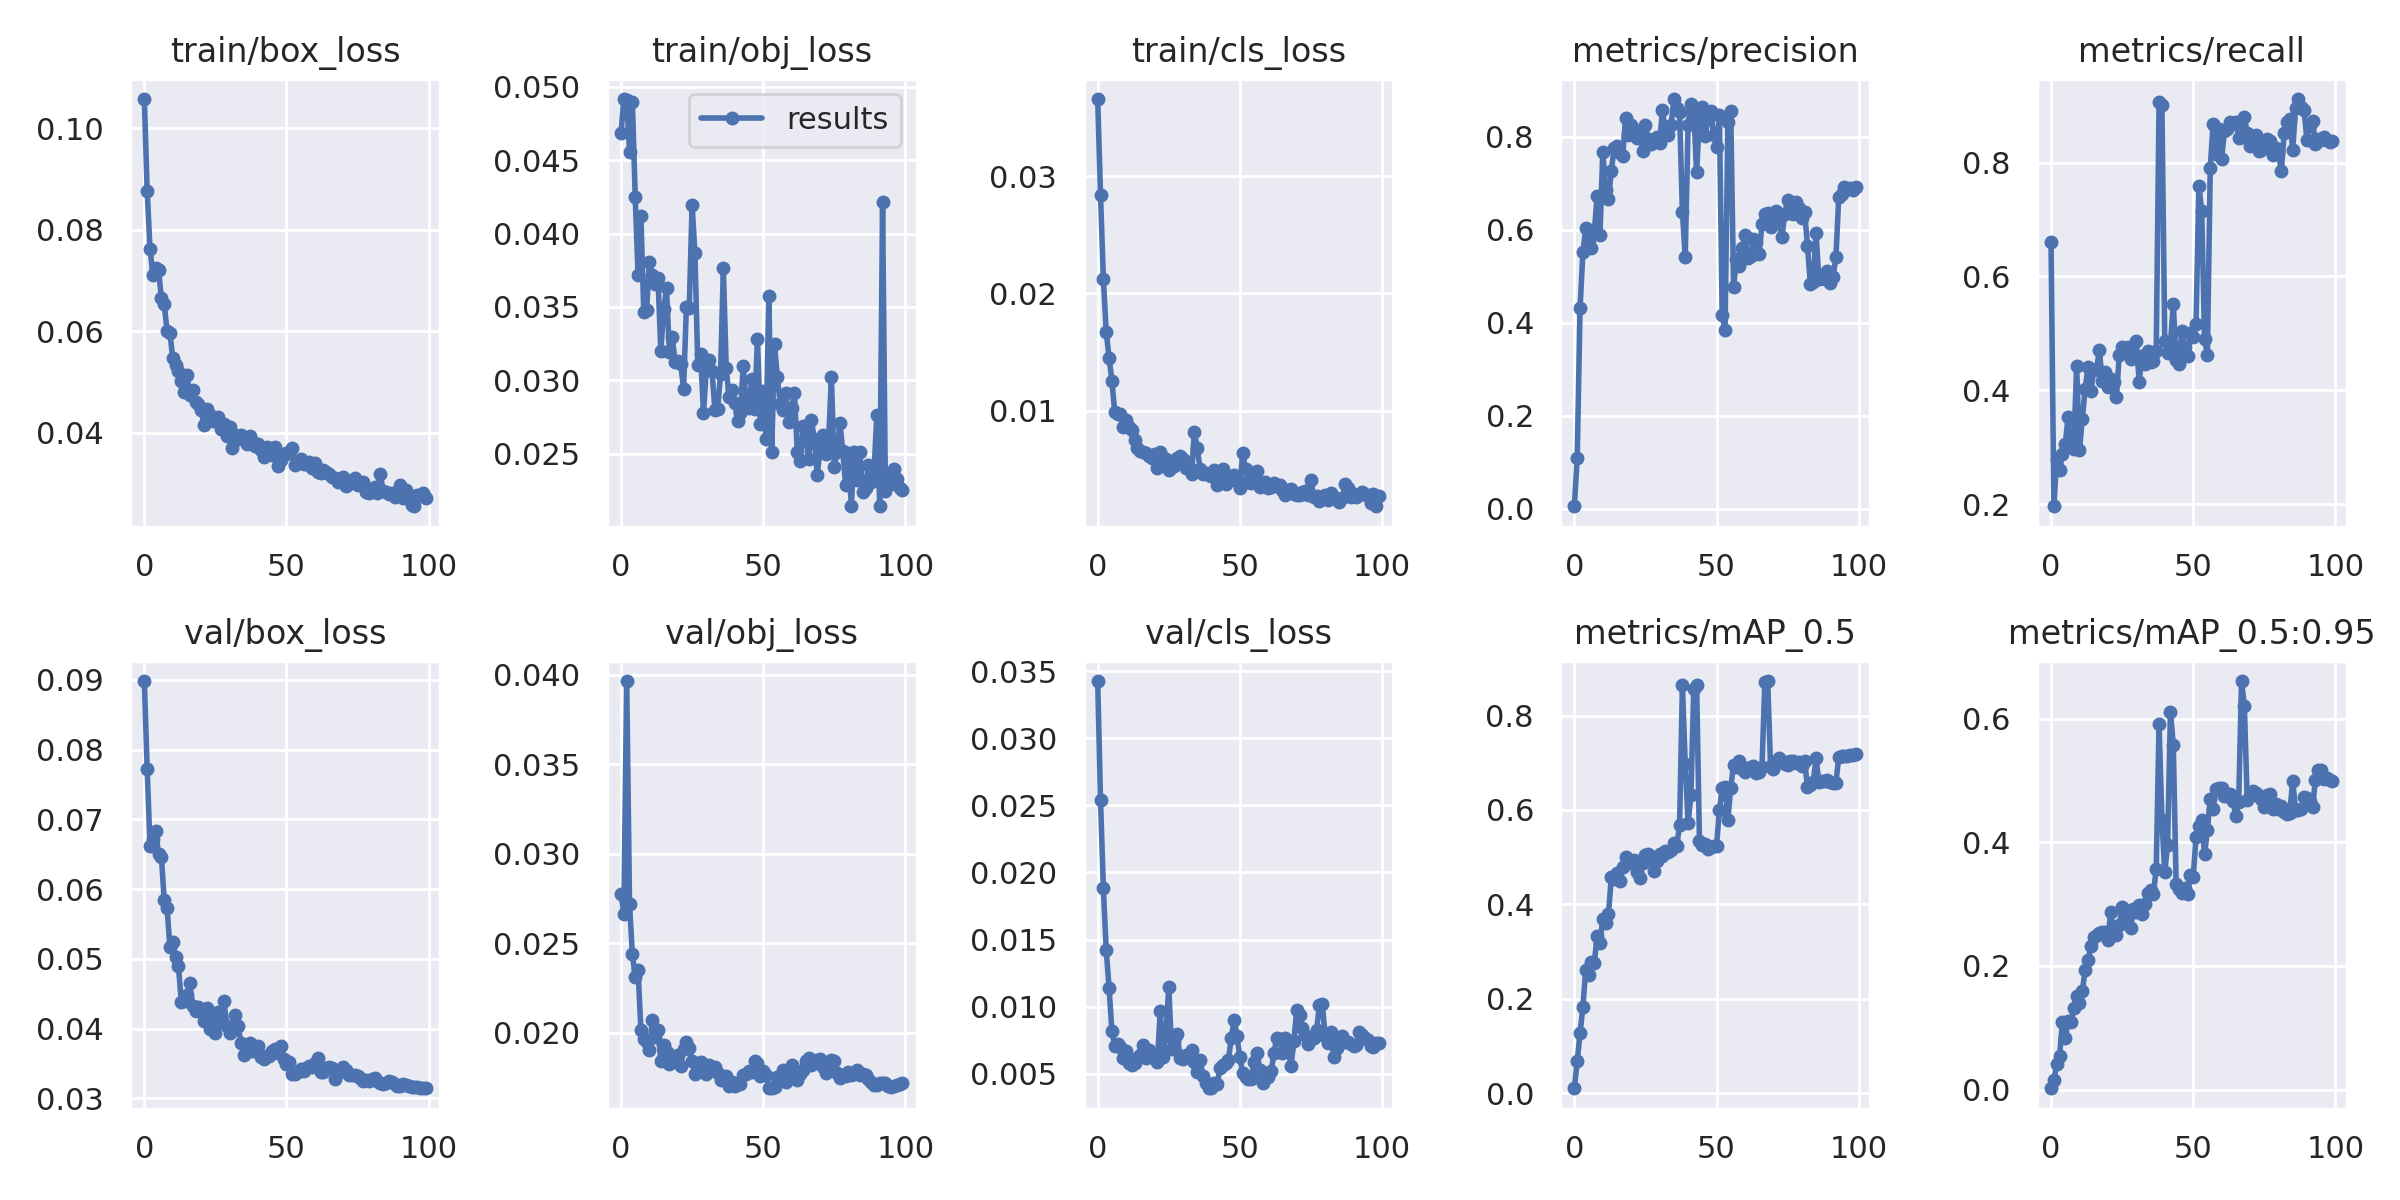 train/box_loss
0.10
0.08
0.06
0.04
0 50 100
train/obj_loss
results
0.050
0.045
0.040
0.035
0.030
0.025
0 50 100
train/cls_loss
0.03
0.02
0.01
0 50 100
metrics/precision
0.8
0.6
0.4
0.2
0.0
0 50 100
metrics/recall
0.8
0.6
0.4
0.2
0 50 100
val/box_loss
0.09
0.08
0.07
0.06
0.05
0.04
0.03
0 50 100
val/obj_loss
0.040
0.035
0.030
0.025
0.020
0 50 100
val/cls_loss
0.035
0.030
0.025
0.020
0.015
0.010
0.005
0 50 100
metrics/mAP_0.5
0.8
0.6
0.4
0.2
0.0
0 50 100
metrics/mAP_0.5:0.95
0.6
0.4
0.2
0.0
0 50 100